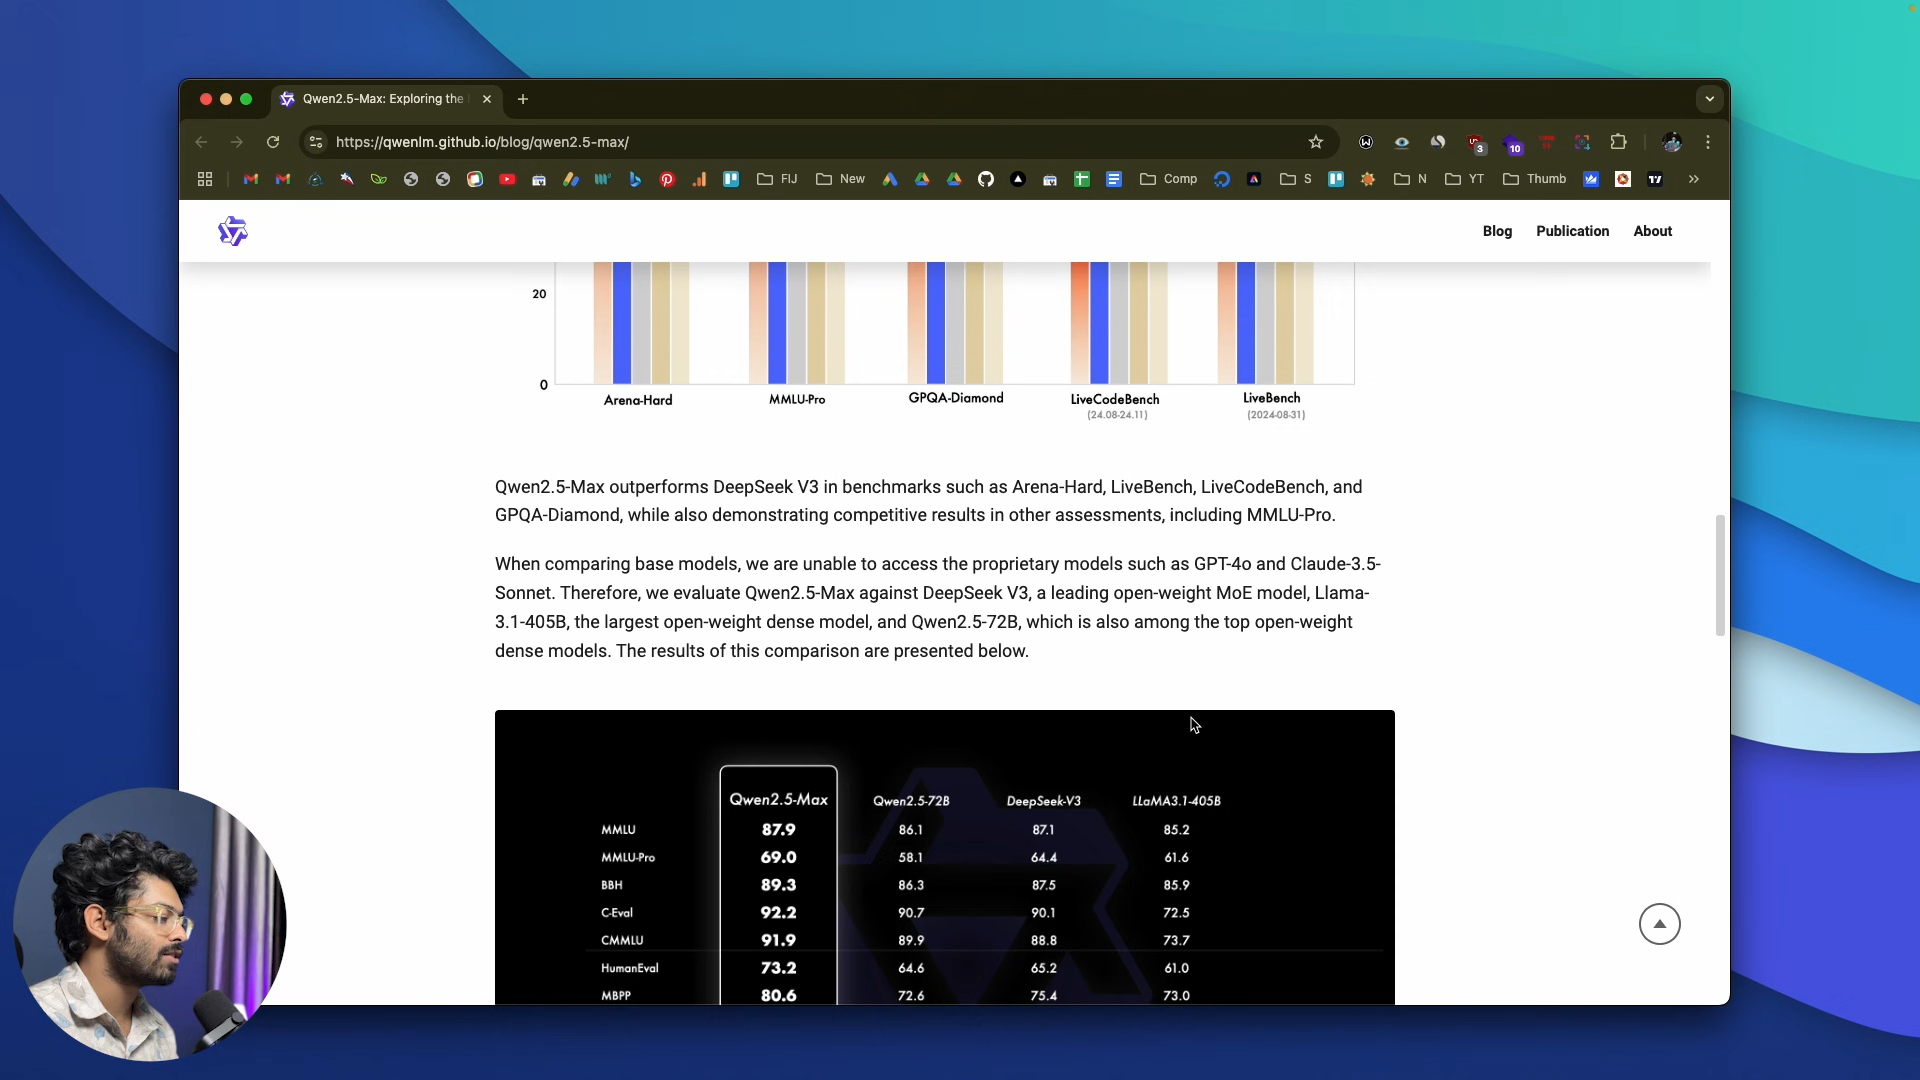 Qwen2.5-Max: Exploring the
https://qwenlm.github.io/blog/qwen2.5-max/
3
10
FIJ
New
Comp
S
N
YT
Thumb
Blog
Publication
About
20
0
Arena-Hard
MMLU-Pro
GPQA-Diamond
LiveCodeBench
LiveBench
(24.08-24.11)
(2024-08-31)
Qwen2.5-Max outperforms DeepSeek V3 in benchmarks such as Arena-Hard, LiveBench, LiveCodeBench, and
GPQA-Diamond, while also demonstrating competitive results in other assessments, including MMLU-Pro.
When comparing base models, we are unable to access the proprietary models such as GPT-4o and Claude-3.5-
Sonnet. Therefore, we evaluate Qwen2.5-Max against DeepSeek V3, a leading open-weight MoE model, Llama-
3.1-405B, the largest open-weight dense model, and Qwen2.5-72B, which is also among the top open-weight
dense models. The results of this comparison are presented below.
Qwen2.5-Max Qwen2.5-72B DeepSeek-V3 LLaMA3.1-405B
MMLU 87.9 86.1 87.1 85.2
MMLU-Pro 69.0 58.1 64.4 61.6
BBH 89.3 86.3 87.5 85.9
C-Eval 92.2 90.7 90.1 72.5
CMMLU 91.9 89.9 88.8 73.7
HumanEval 73.2 64.6 65.2 61.0
MBPP 80.6 72.6 75.4 73.0